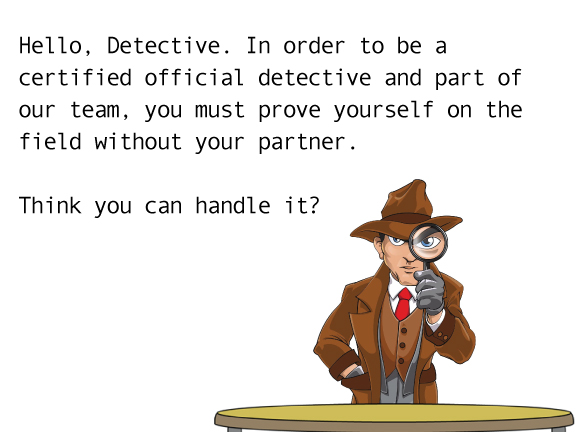 Hello, Detective. In order to be a
certified official detective and part of
our team, you must prove yourself on the
field without your partner.
Think you can handle it?